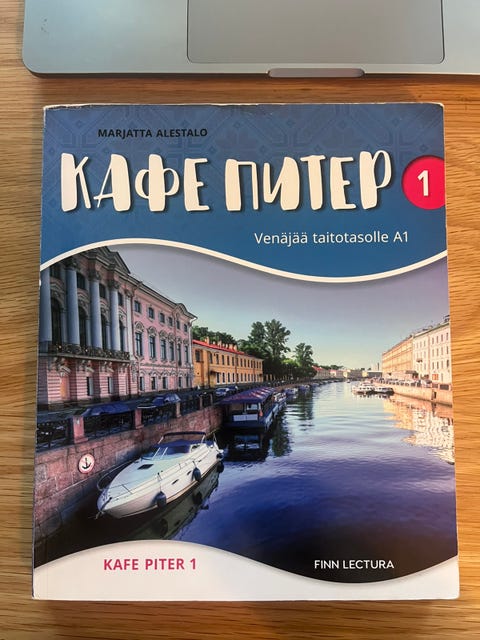 MARJATTA ALESTALO
КАФЕ ПИТЕР
1
Venäjää taitotasolle A1
KAFE PITER 1
FINN LECTURA